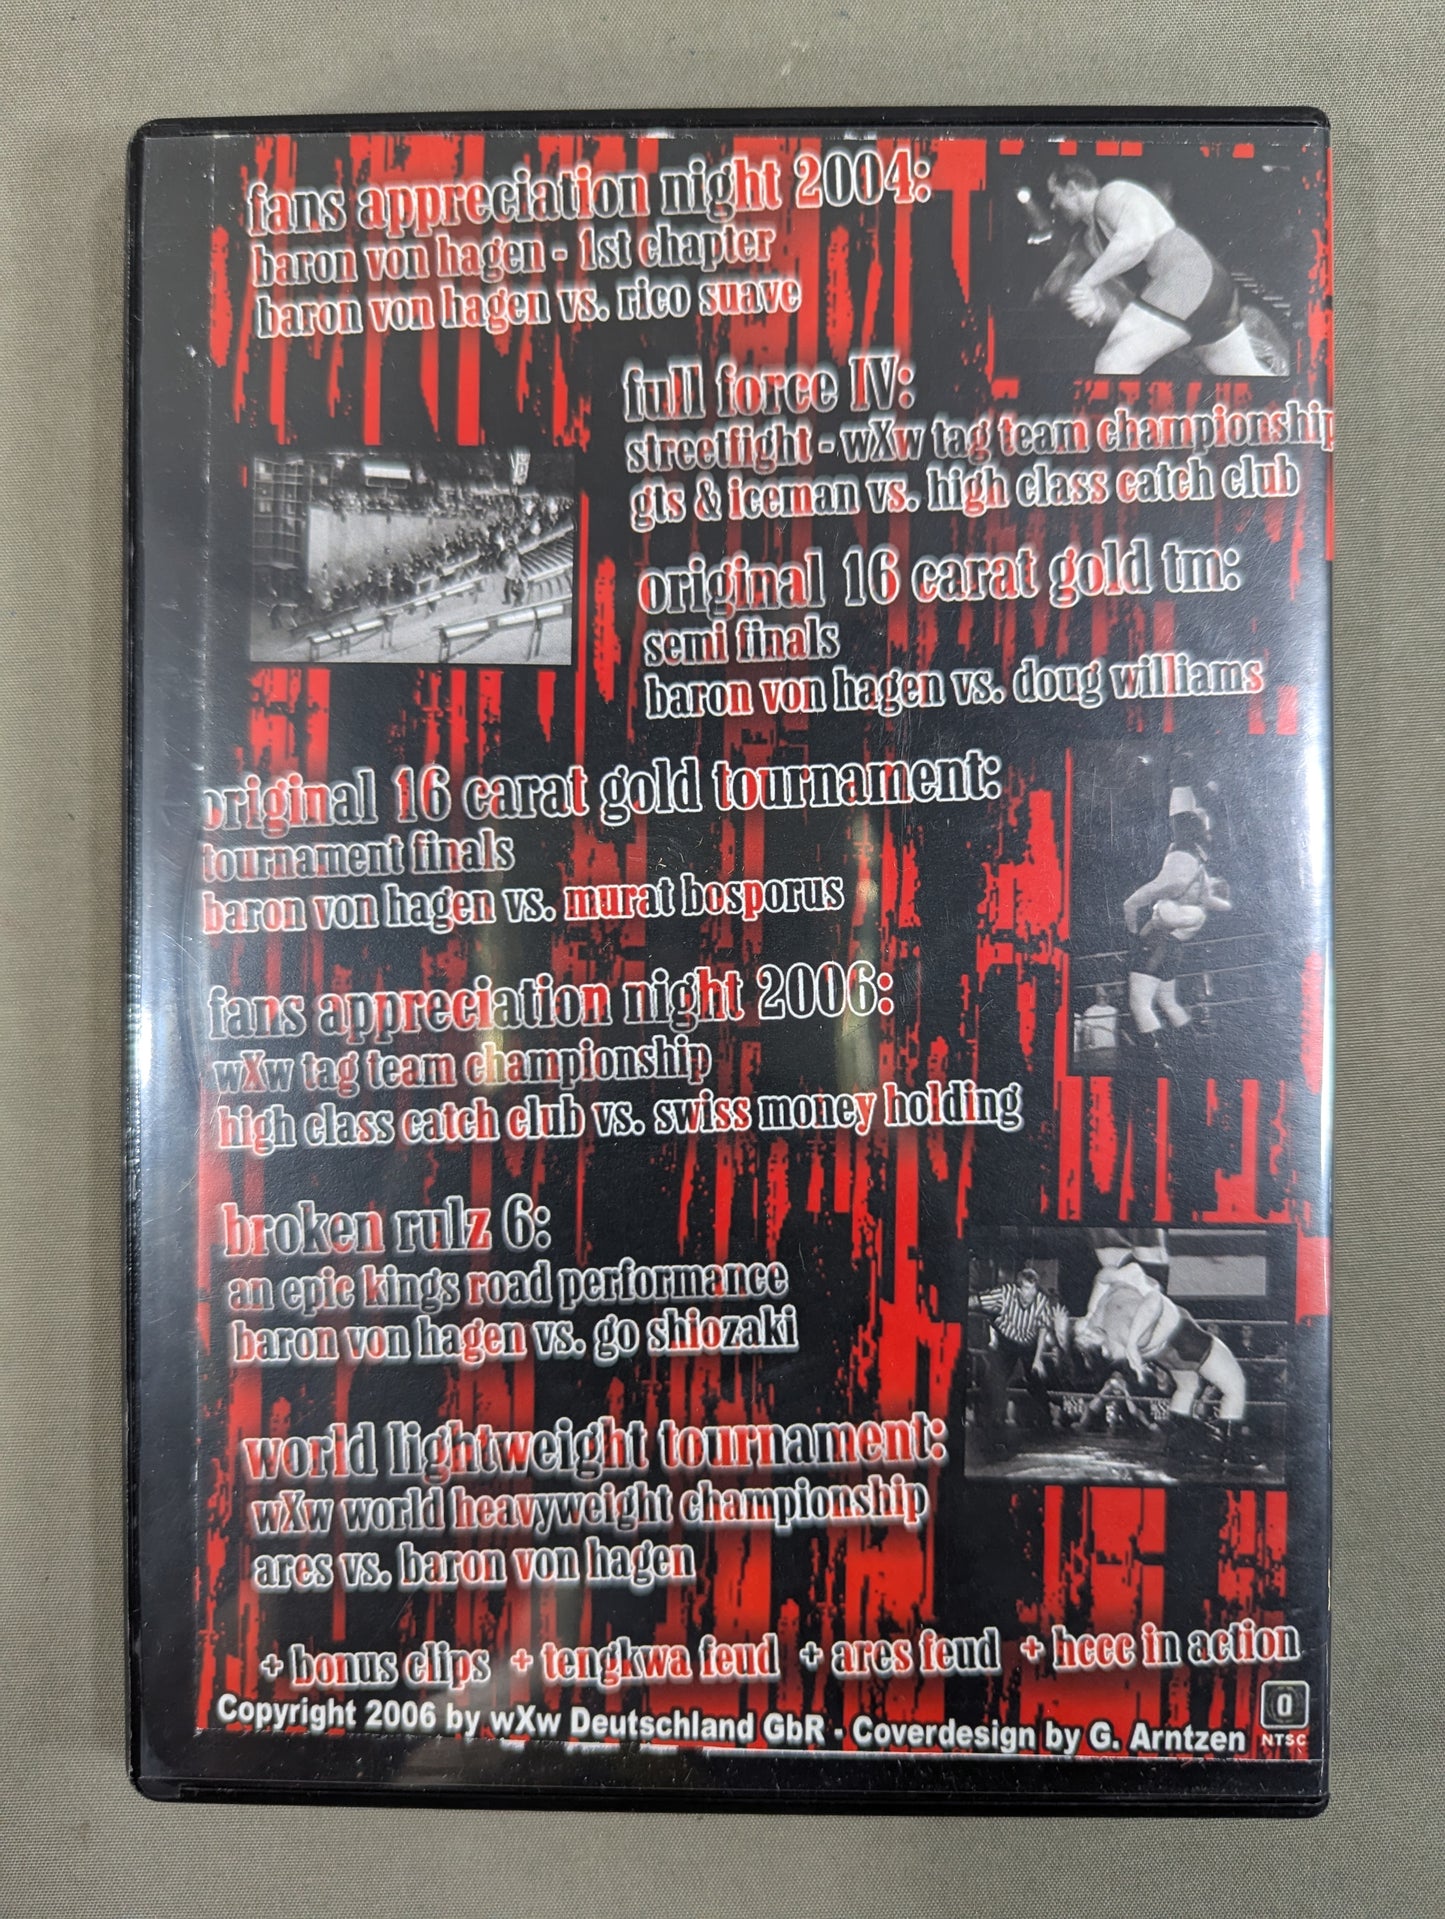 fans appreciation night 2004:
baron von hagen - 1st chapter
baron von hagen vs. rico suave
full force IV:
streetfight - wXw tag team championship
gts & iceman vs. high class catch club
original 16 carat gold tm:
semi finals
baron von hagen vs. doug williams
original 16 carat gold tournament:
tournament finals
baron von hagen vs. murat bosporus
fans appreciation night 2006:
wXw tag team championship
high class catch club vs. swiss money holding
broken rulz 6:
an epic kings road performance
baron von hagen vs. go shiozaki
world lightweight tournament:
wXw world heavyweight championship
ares vs. baron von hagen
+ bonus clips + tengkwa feud + ares feud + hccc in action
Copyright 2006 by wXw Deutschland GbR - Coverdesign by G. Arntzen
0
NTSC